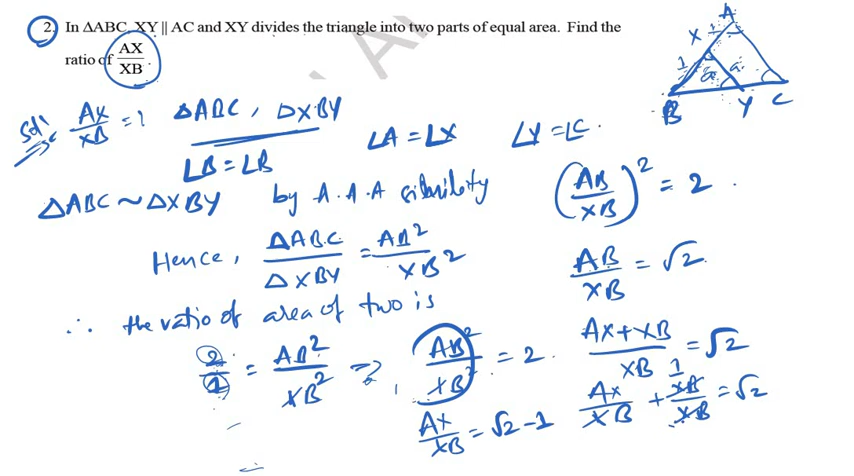 2. In ΔABC, XY || AC and XY divides the triangle into two parts of equal area. Find the
ratio of AX/XB.
A
X 1
1
a a
B Y C
Sol: AX/XB = ? ΔABC, ΔXBY
∠B = ∠B ∠A = ∠X ∠Y = ∠C
ΔABC ~ ΔXBY by A.A.A similarity
Hence, ΔABC/ΔXBY = AB²/XB²
∴ the ratio of area of two is
2/1 = AB²/XB² => AB²/XB² = 2
(AB/XB)² = 2
AB/XB = √2
AX+XB/XB = √2
AX/XB + XB/XB 1 = √2
AX/XB = √2 - 1